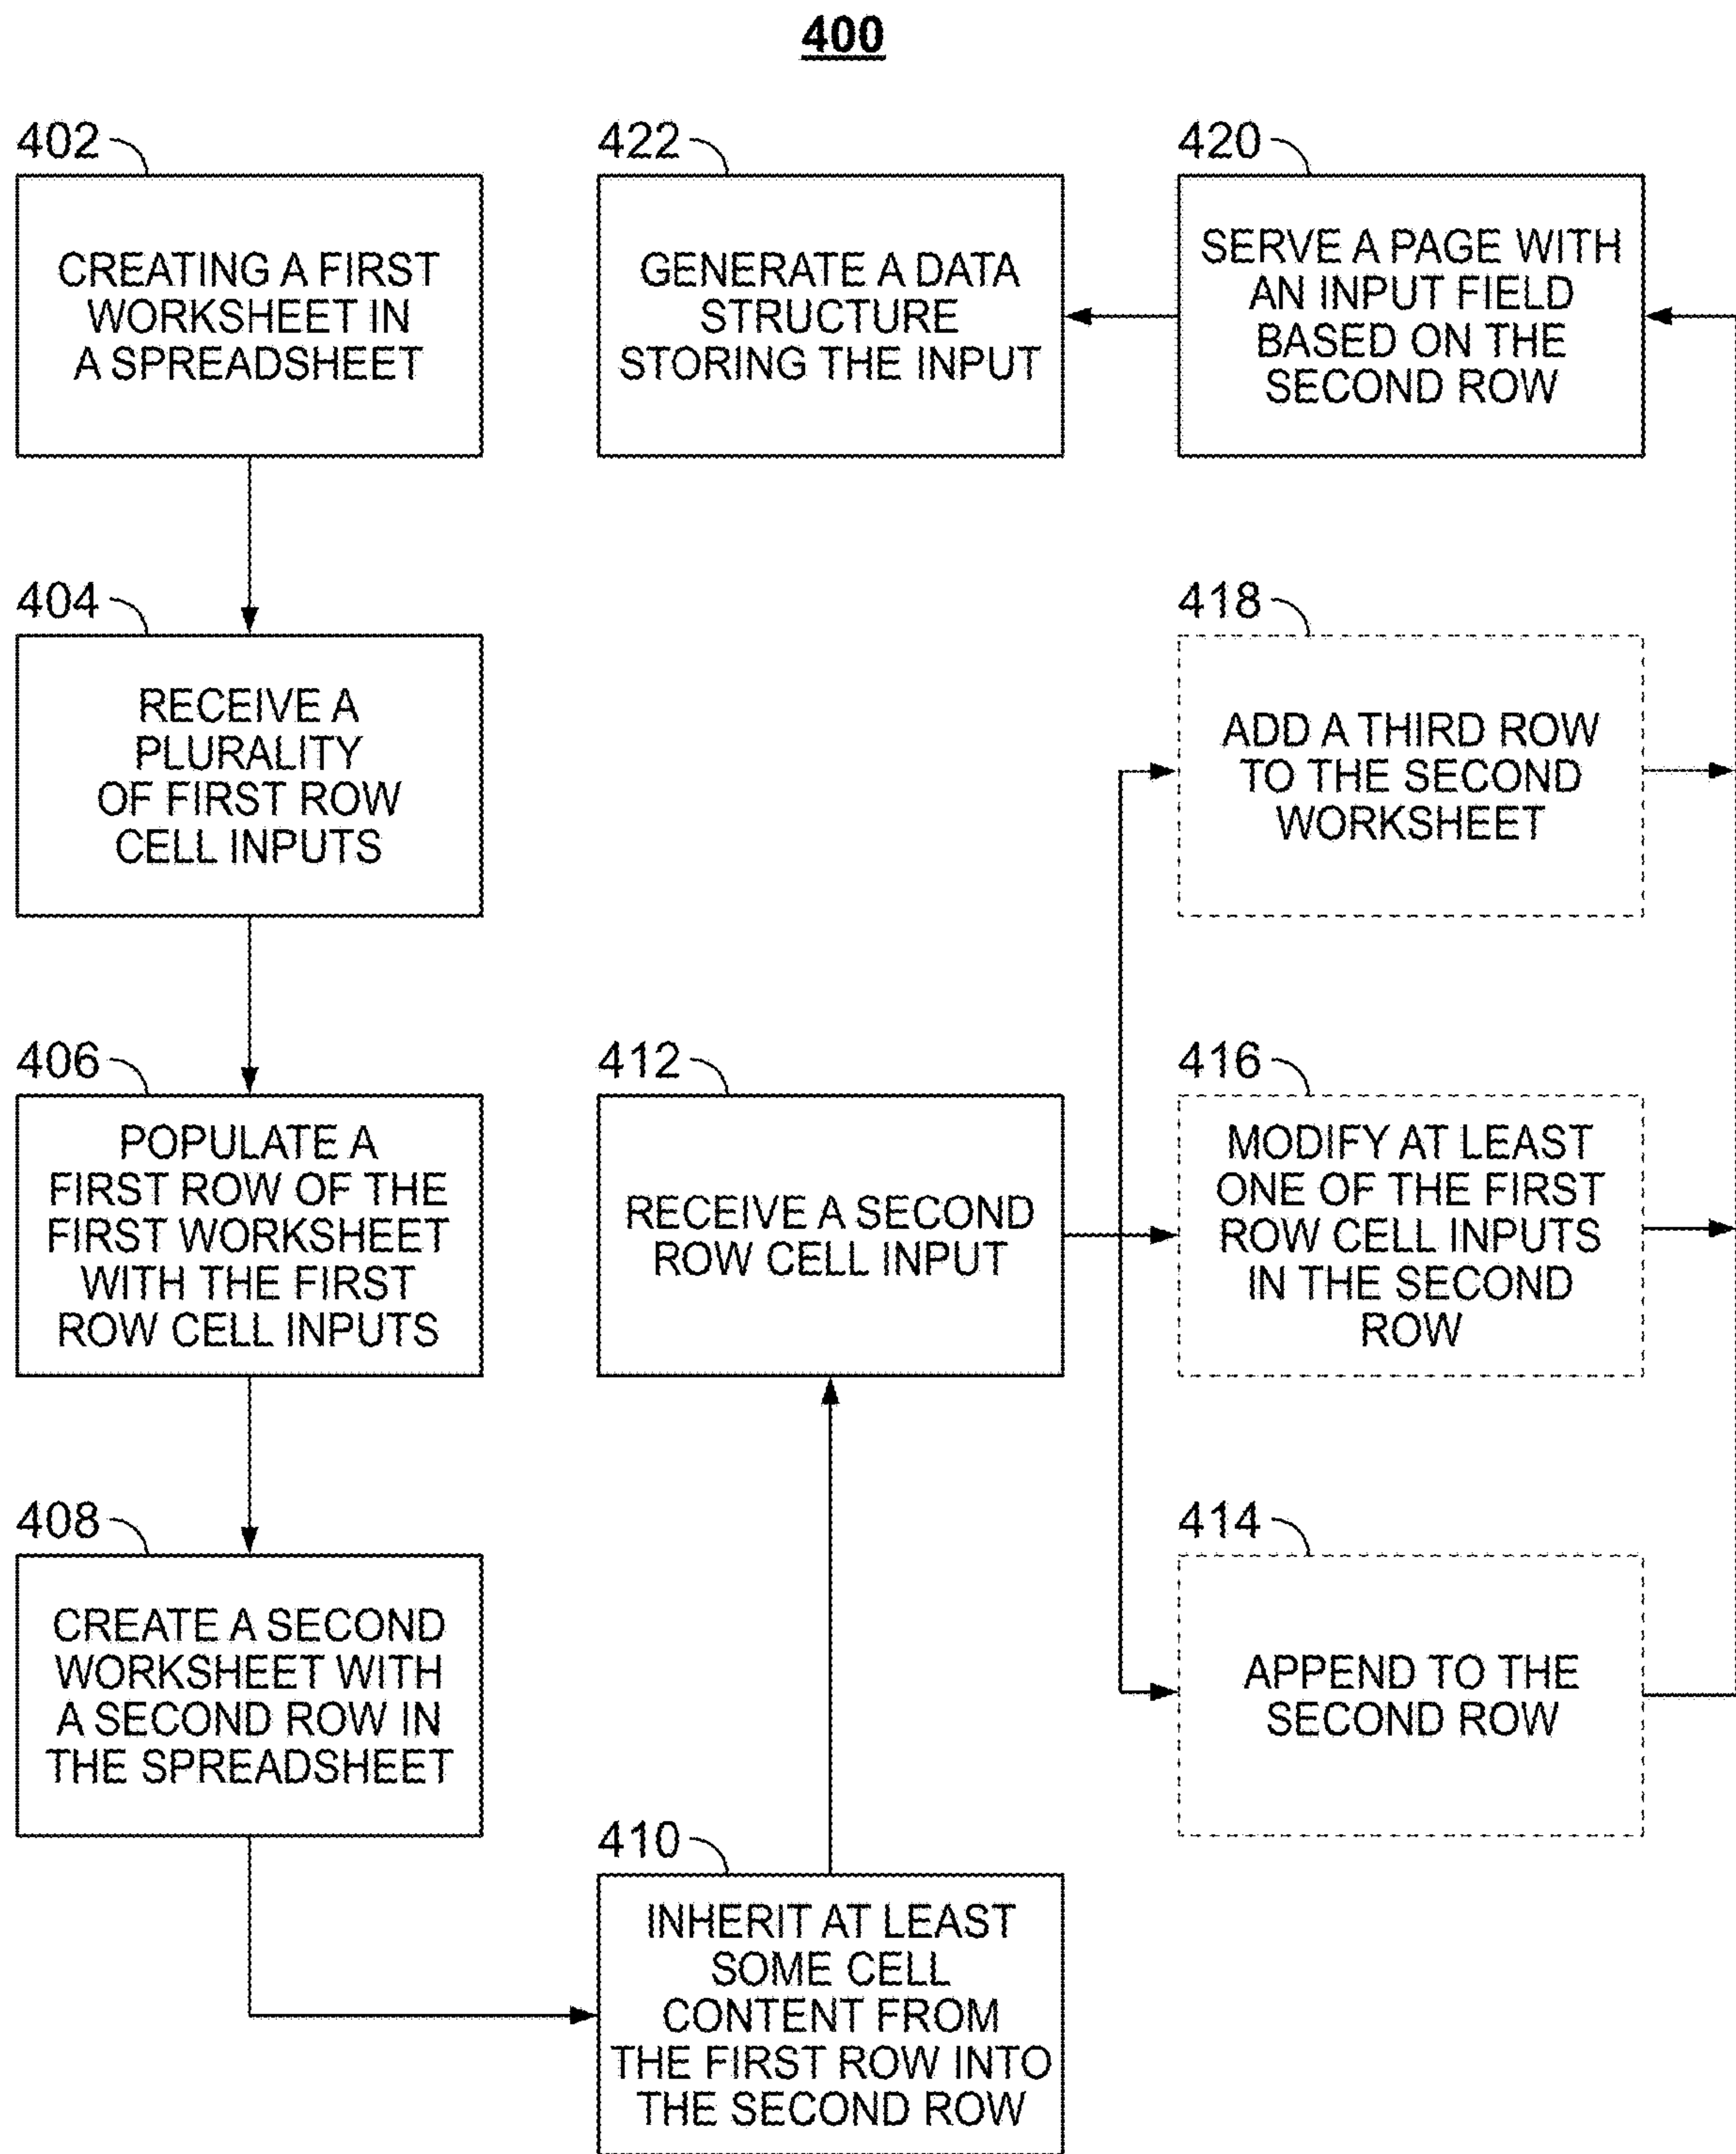 400
402
CREATING A FIRST
WORKSHEET IN
A SPREADSHEET
404
RECEIVE A
PLURALITY
OF FIRST ROW
CELL INPUTS
406
POPULATE A
FIRST ROW OF THE
FIRST WORKSHEET
WITH THE FIRST
ROW CELL INPUTS
408
CREATE A SECOND
WORKSHEET WITH
A SECOND ROW IN
THE SPREADSHEET
410
INHERIT AT LEAST
SOME CELL
CONTENT FROM
THE FIRST ROW INTO
THE SECOND ROW
412
RECEIVE A SECOND
ROW CELL INPUT
414
APPEND TO THE
SECOND ROW
416
MODIFY AT LEAST
ONE OF THE FIRST
ROW CELL INPUTS
IN THE SECOND
ROW
418
ADD A THIRD ROW
TO THE SECOND
WORKSHEET
420
SERVE A PAGE WITH
AN INPUT FIELD
BASED ON THE
SECOND ROW
422
GENERATE A DATA
STRUCTURE
STORING THE INPUT